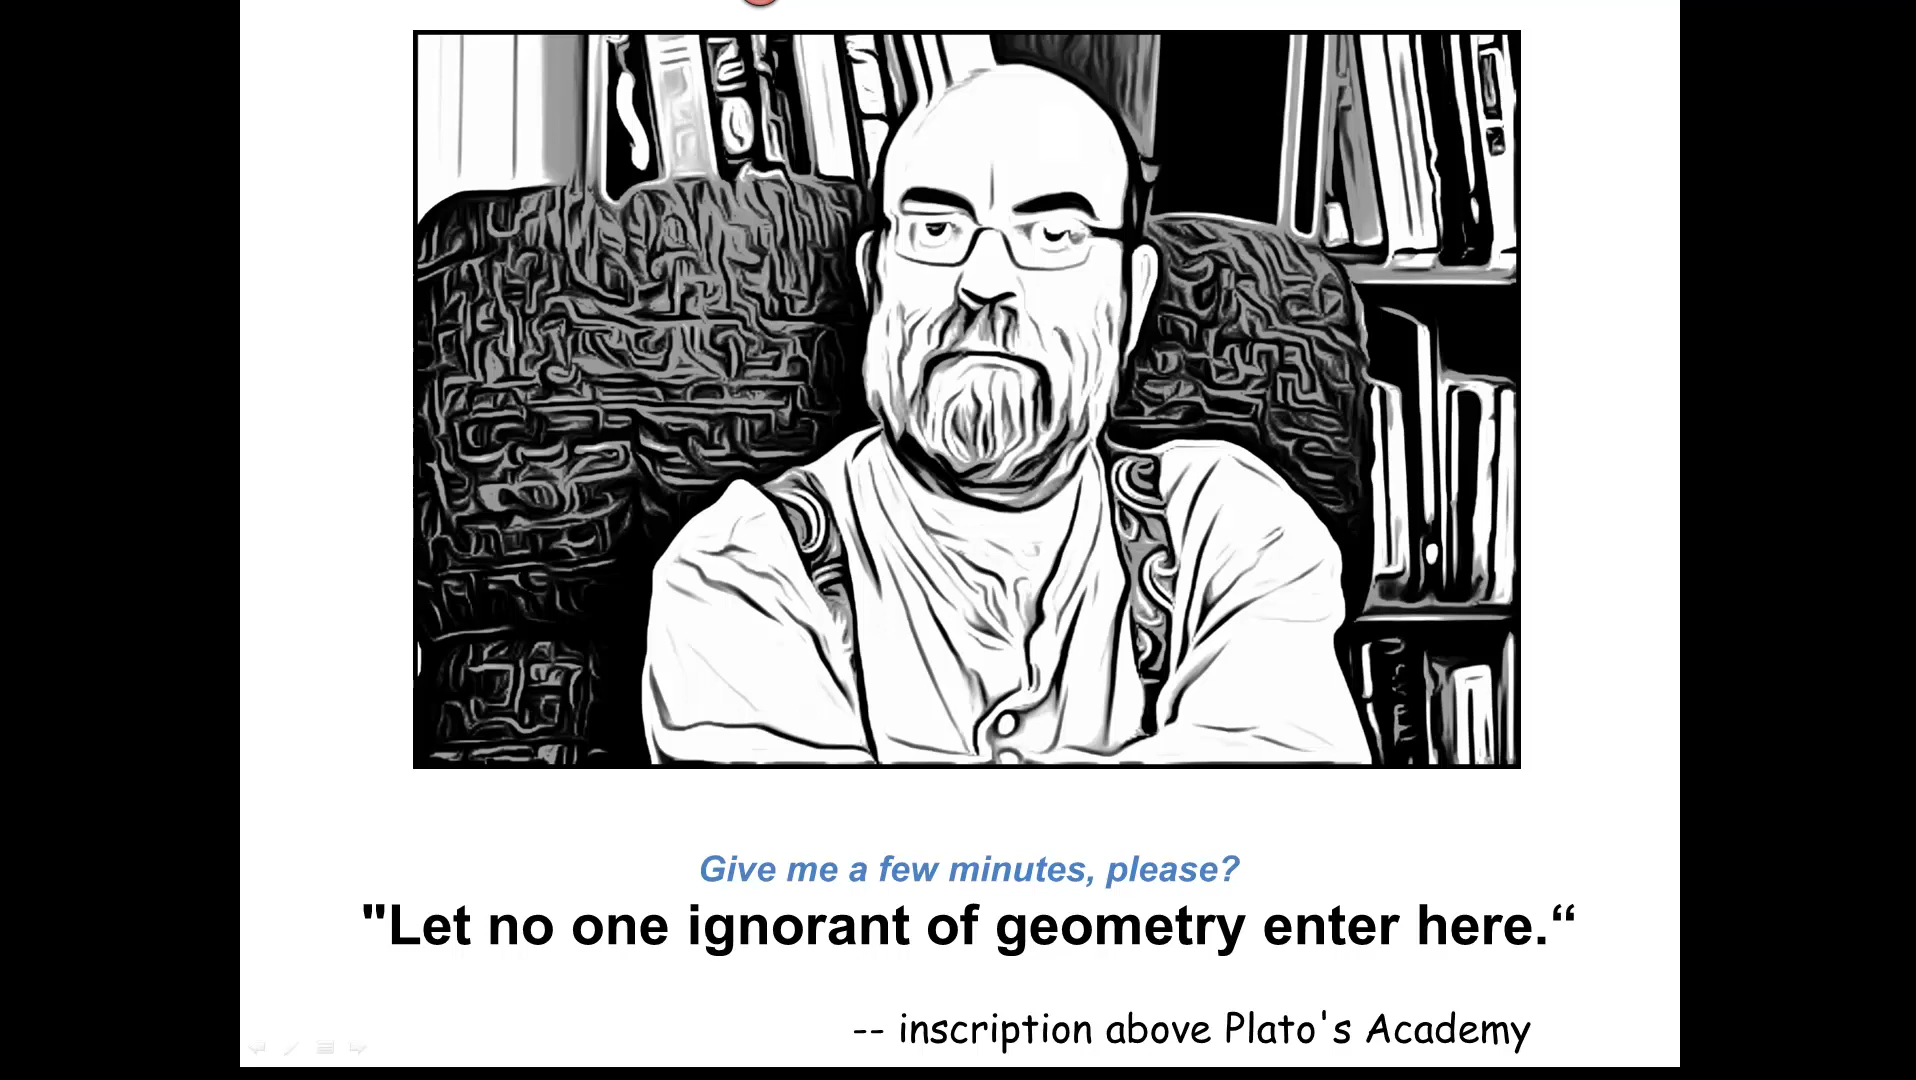 Give me a few minutes, please?
"Let no one ignorant of geometry enter here.“
-- inscription above Plato's Academy